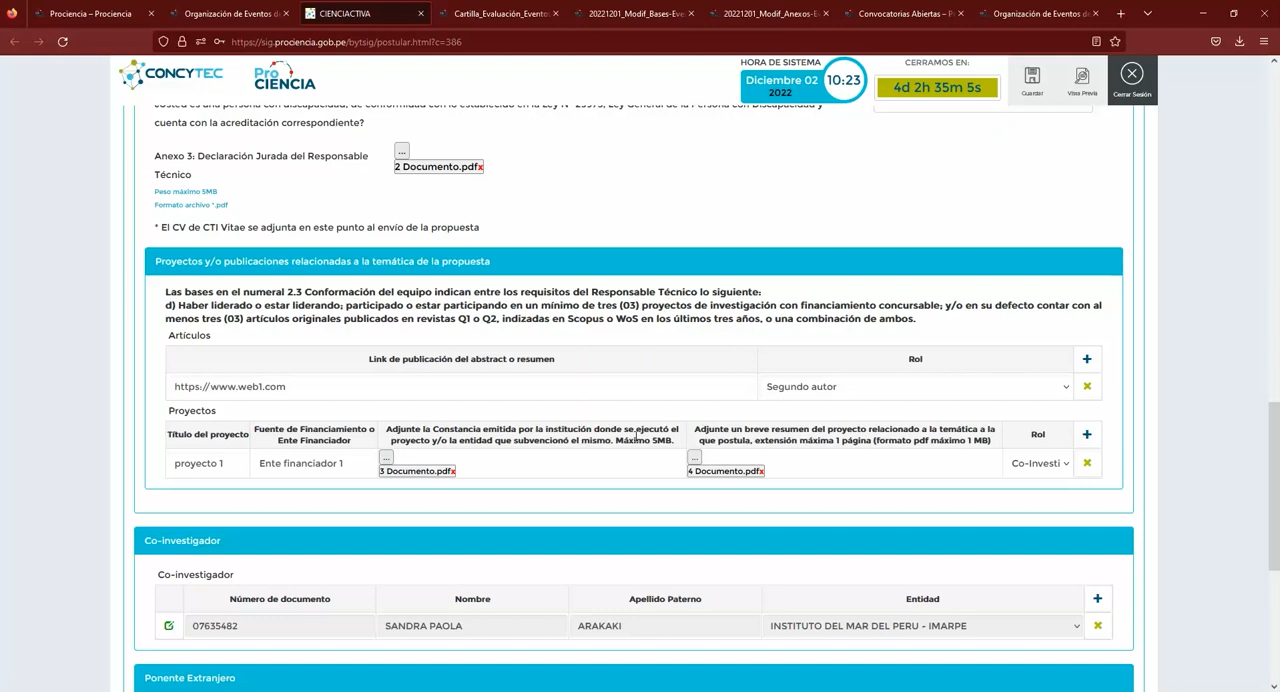 Prociencia – Prociencia
Organización de Eventos de
CIENCIACTIVA
Cartilla_Evaluación_Eventos
20221201_Modif_Bases-Eve
20221201_Modif_Anexos-E
Convocatorias Abiertas – P
Organización de Eventos de
https://sig.prociencia.gob.pe/bytsig/postular.html?c=386
CONCYTEC
Pro
CIENCIA
HORA DE SISTEMA
Diciembre 02
2022
10:23
CERRAMOS EN:
4d 2h 35m 5s
Guardar
Vista Previa
Cerrar Sesión
cuenta con la acreditación correspondiente?
Anexo 3: Declaración Jurada del Responsable
Técnico
...
2 Documento.pdfx
Peso máximo 5MB
Formato archivo *.pdf
* El CV de CTI Vitae se adjunta en este punto al envío de la propuesta
Proyectos y/o publicaciones relacionadas a la temática de la propuesta
Las bases en el numeral 2.3 Conformación del equipo indican entre los requisitos del Responsable Técnico lo siguiente:
d) Haber liderado o estar liderando; participado o estar participando en un mínimo de tres (03) proyectos de investigación con financiamiento concursable; y/o en su defecto contar con al
menos tres (03) artículos originales publicados en revistas Q1 o Q2, indizadas en Scopus o WoS en los últimos tres años, o una combinación de ambos.
Artículos
Link de publicación del abstract o resumen
Rol
https://www.web1.com
Segundo autor
Proyectos
Título del proyecto
Fuente de Financiamiento o
Ente Financiador
Adjunte la Constancia emitida por la institución donde se ejecutó el
proyecto y/o la entidad que subvencionó el mismo. Máximo 5MB.
Adjunte un breve resumen del proyecto relacionado a la temática a la
que postula, extensión máxima 1 página (formato pdf máximo 1 MB)
Rol
proyecto 1
Ente financiador 1
...
3 Documento.pdfx
...
4 Documento.pdfx
Co-Investi
Co-investigador
Co-investigador
Número de documento
Nombre
Apellido Paterno
Entidad
07635482
SANDRA PAOLA
ARAKAKI
INSTITUTO DEL MAR DEL PERU - IMARPE
Ponente Extranjero